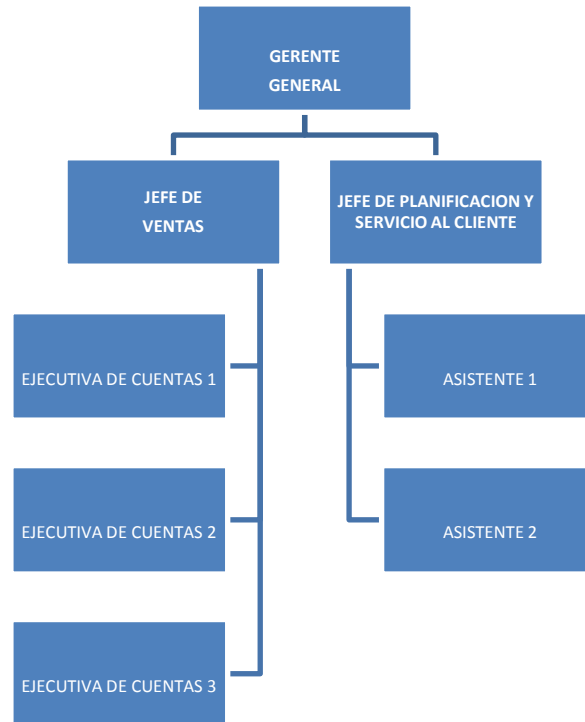 GERENTE
GENERAL
JEFE DE
VENTAS
JEFE DE PLANIFICACION Y
SERVICIO AL CLIENTE
EJECUTIVA DE CUENTAS 1
ASISTENTE 1
EJECUTIVA DE CUENTAS 2
ASISTENTE 2
EJECUTIVA DE CUENTAS 3